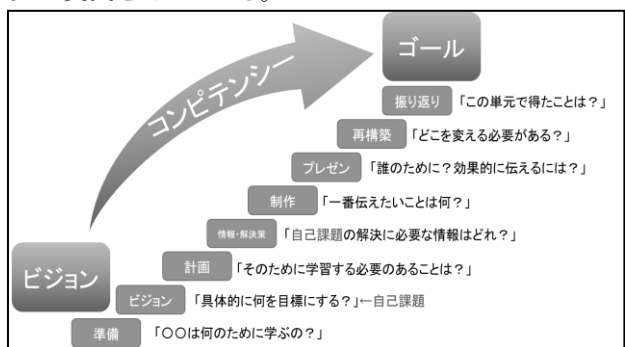 ゴール
コンピテンシー
振り返り 「この単元で得たことは？」
再構築 「どこを変える必要がある？」
プレゼン 「誰のために？効果的に伝えるには？」
制作 「一番伝えたいことは何？」
情報・解決策 「自己課題の解決に必要な情報はどれ？」
ビジョン
計画 「そのために学習する必要のあることは？」
ビジョン 「具体的に何を目標にする？」←自己課題
準備 「〇〇は何のために学ぶの？」